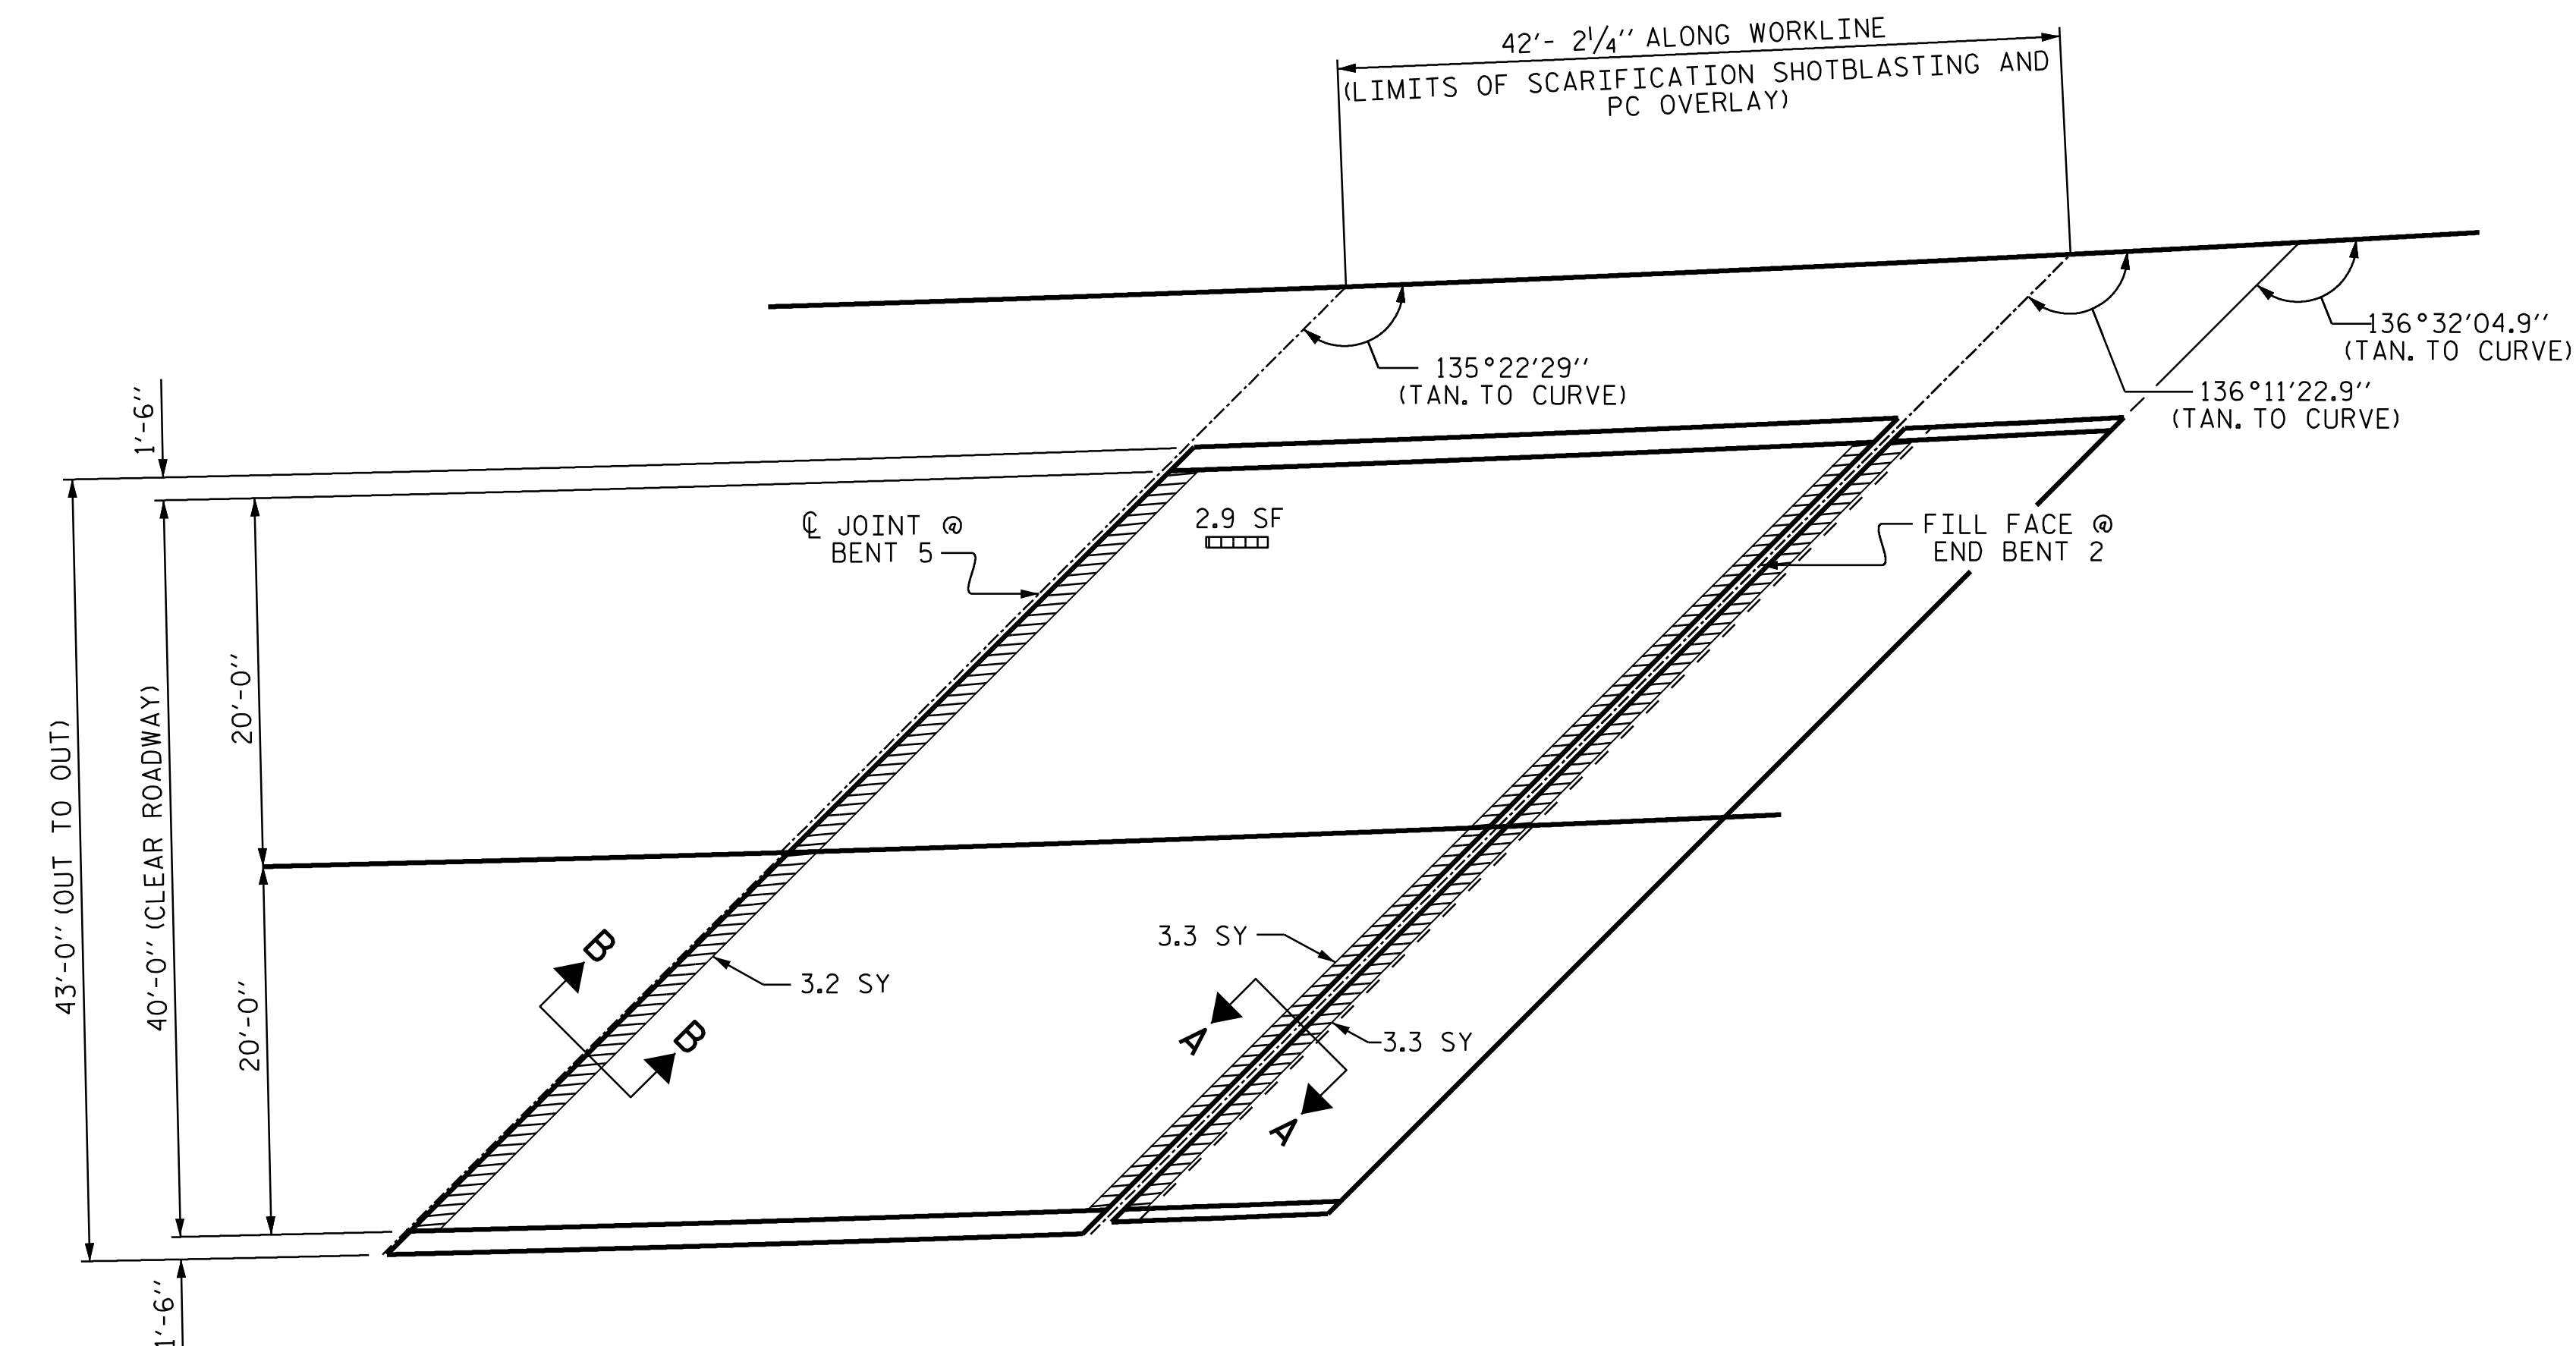 42'- 2 1/4'' ALONG WORKLINE
(LIMITS OF SCARIFICATION SHOTBLASTING AND
PC OVERLAY)
136°32'04.9''
(TAN. TO CURVE)
135°22'29''
(TAN. TO CURVE)
136°11'22.9''
(TAN. TO CURVE)
1'-6''
℄ JOINT @
BENT 5
2.9 SF
FILL FACE @
END BENT 2
43'-0'' (OUT TO OUT)
40'-0'' (CLEAR ROADWAY)
20'-0''
20'-0''
B
B
3.2 SY
3.3 SY
3.3 SY
A
A
1'-6''